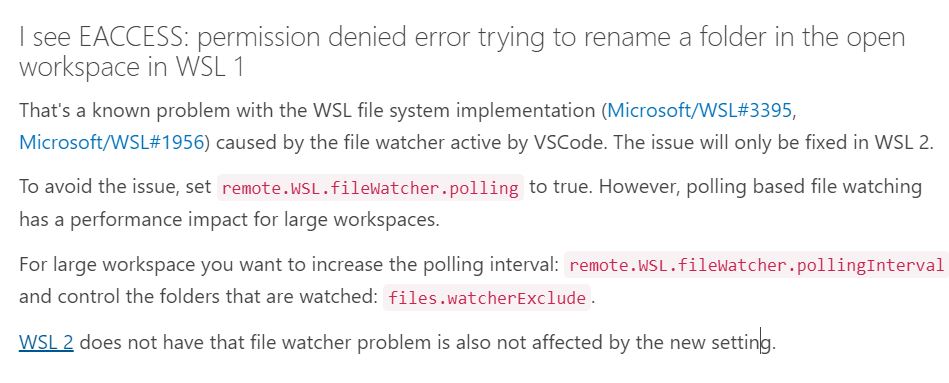 I see EACCESS: permission denied error trying to rename a folder in the open
workspace in WSL 1
That's a known problem with the WSL file system implementation (Microsoft/WSL#3395,
Microsoft/WSL#1956) caused by the file watcher active by VSCode. The issue will only be fixed in WSL 2.
To avoid the issue, set remote.WSL.fileWatcher.polling to true. However, polling based file watching
has a performance impact for large workspaces.
For large workspace you want to increase the polling interval: remote.WSL.fileWatcher.pollingInterval
and control the folders that are watched: files.watcherExclude.
WSL 2 does not have that file watcher problem is also not affected by the new setting.